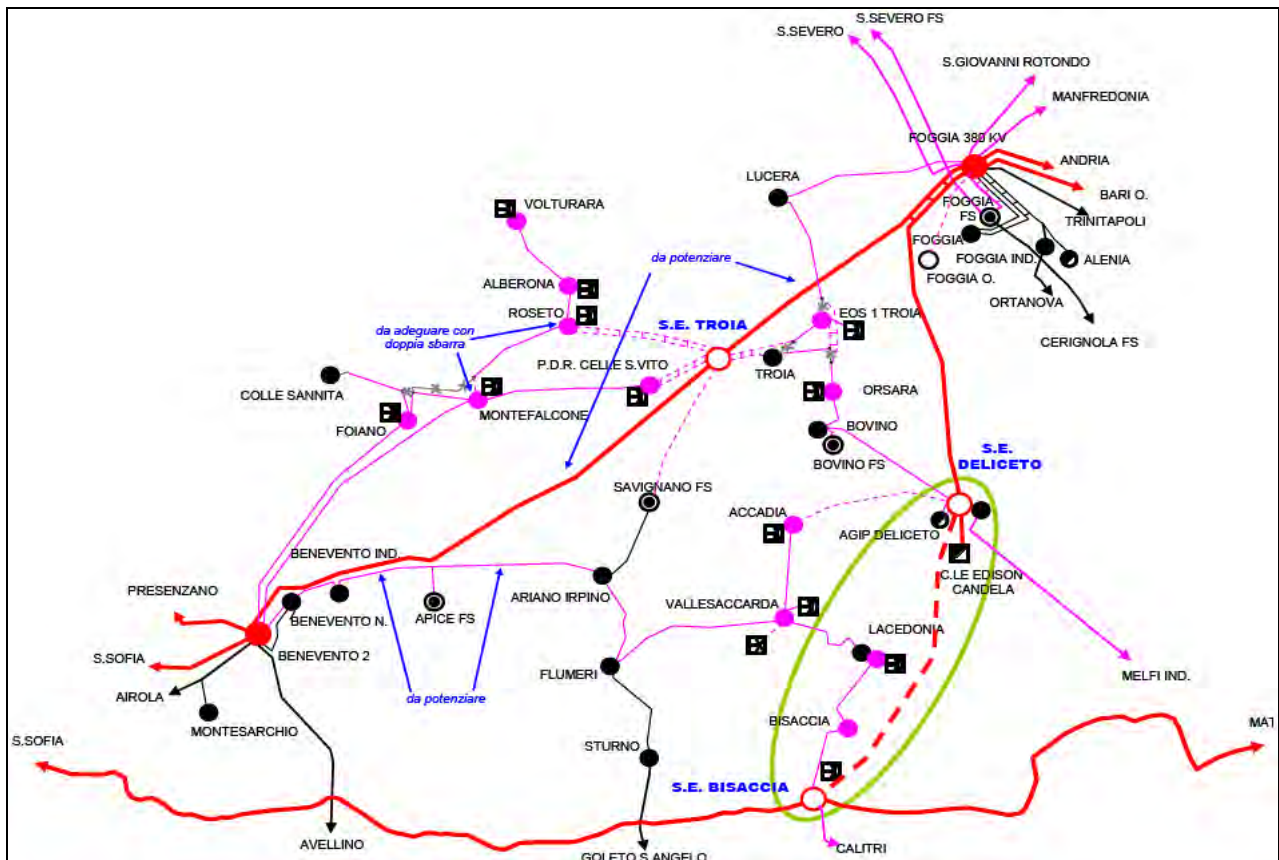 S.SEVERO FS
S.SEVERO
S.GIOVANNI ROTONDO
MANFREDONIA
FOGGIA 380 KV
ANDRIA
BARI O.
TRINITAPOLI
LUCERA
FOGGIA
FS
FOGGIA
FOGGIA IND.
ALENIA
FOGGIA O.
ORTANOVA
CERIGNOLA FS
VOLTURARA
da potenziare
ALBERONA
ROSETO
EOS 1 TROIA
S.E. TROIA
da adeguare con
doppia sbarra
P.D.R. CELLE S.VITO
TROIA
COLLE SANNITA
ORSARA
MONTEFALCONE
FOIANO
BOVINO
BOVINO FS
S.E.
DELICETO
SAVIGNANO FS
ACCADIA
AGIP DELICETO
BENEVENTO IND.
C.LE EDISON
CANDELA
PRESENZANO
ARIANO IRPINO
VALLESACCARDA
BENEVENTO N.
APICE FS
LACEDONIA
BENEVENTO 2
S.SOFIA
FLUMERI
MELFI IND.
AIROLA
da potenziare
BISACCIA
MONTESARCHIO
MAT
S.SOFIA
STURNO
S.E. BISACCIA
AVELLINO
CALITRI
GOLETO S.ANGELO